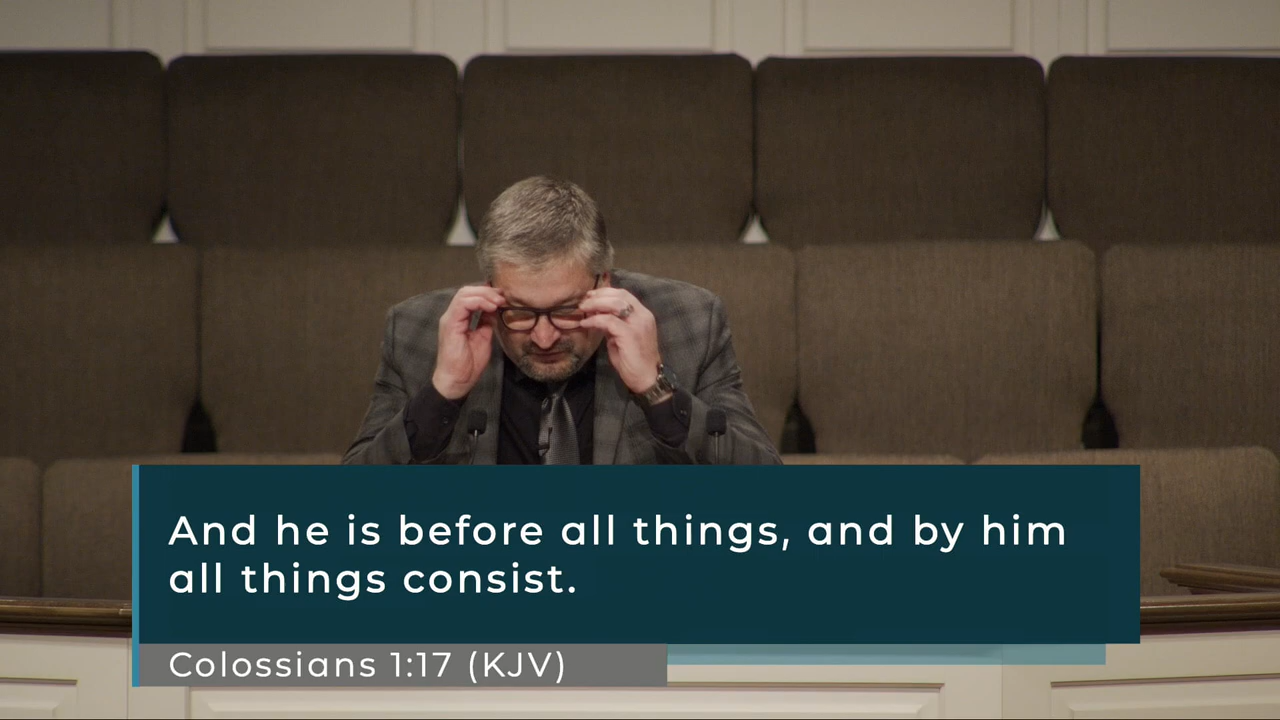 And he is before all things, and by him
all things consist.
Colossians 1:17 (KJV)